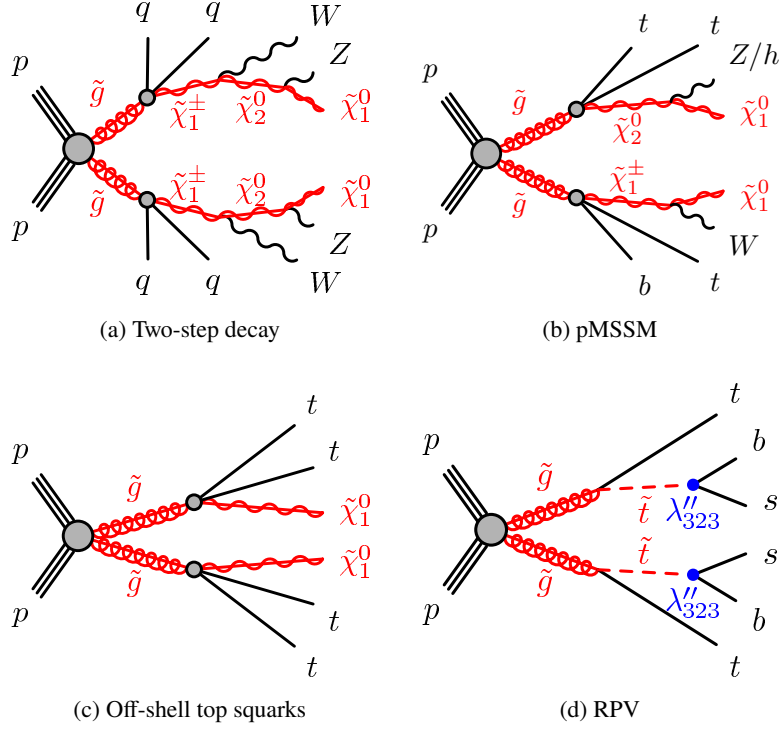 q q W
p Z
g̃
χ̃₁± χ̃₂⁰ χ̃₁⁰
χ̃₁± χ̃₂⁰ χ̃₁⁰
g̃
p Z
q q W
(a) Two-step decay
t t
p Z/h
g̃
χ̃₂⁰ χ̃₁⁰
χ̃₁± χ̃₁⁰
g̃
p W
b t
(b) pMSSM
t
p t
g̃
χ̃₁⁰
χ̃₁⁰
g̃
p t
t
(c) Off-shell top squarks
t
p b
g̃
t̃ λ″₃₂₃ s
t̃ s
g̃ λ″₃₂₃
p b
t
(d) RPV